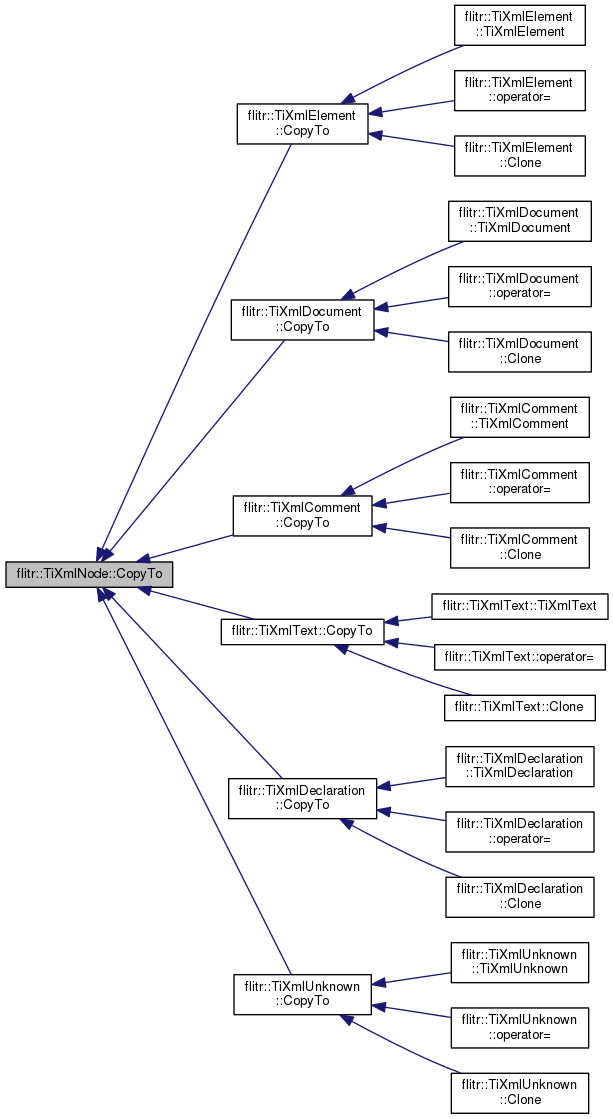 flitr::TiXmlElement
::TiXmlElement
flitr::TiXmlElement
::operator=
flitr::TiXmlElement
::CopyTo
flitr::TiXmlElement
::Clone
flitr::TiXmlDocument
::TiXmlDocument
flitr::TiXmlDocument
::operator=
flitr::TiXmlDocument
::CopyTo
flitr::TiXmlDocument
::Clone
flitr::TiXmlComment
::TiXmlComment
flitr::TiXmlComment
::operator=
flitr::TiXmlComment
::CopyTo
flitr::TiXmlComment
::Clone
flitr::TiXmlNode::CopyTo
flitr::TiXmlText::TiXmlText
flitr::TiXmlText::CopyTo
flitr::TiXmlText::operator=
flitr::TiXmlText::Clone
flitr::TiXmlDeclaration
::TiXmlDeclaration
flitr::TiXmlDeclaration
::CopyTo
flitr::TiXmlDeclaration
::operator=
flitr::TiXmlDeclaration
::Clone
flitr::TiXmlUnknown
::TiXmlUnknown
flitr::TiXmlUnknown
::CopyTo
flitr::TiXmlUnknown
::operator=
flitr::TiXmlUnknown
::Clone